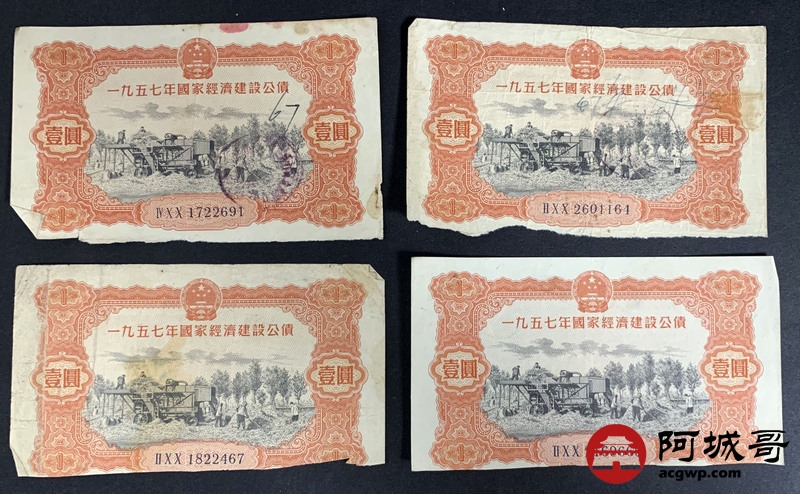 一九五七年國家經濟建設公債
67
壹圓
壹圓
ⅣⅩⅩ 1722691
一九五七年國家經濟建設公債
壹圓
壹圓
ⅡⅩⅩ 2601164
一九五七年國家經濟建設公債
壹圓
壹圓
ⅡⅩⅩ 1822467
一九五七年國家經濟建設公債
壹圓
壹圓
ⅡⅩⅩ
阿城哥
acgwp.com